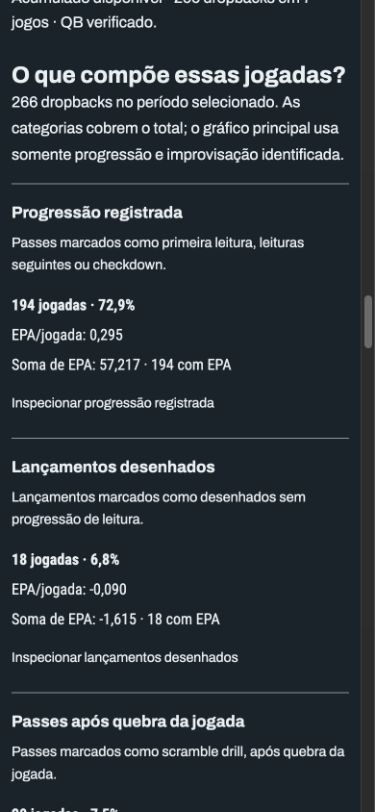 jogos · QB verificado.
O que compõe essas jogadas?
266 dropbacks no período selecionado. As
categorias cobrem o total; o gráfico principal usa
somente progressão e improvisação identificada.
Progressão registrada
Passes marcados como primeira leitura, leituras
seguintes ou checkdown.
194 jogadas · 72,9%
EPA/jogada: 0,295
Soma de EPA: 57,217 · 194 com EPA
Inspecionar progressão registrada
Lançamentos desenhados
Lançamentos marcados como desenhados sem
progressão de leitura.
18 jogadas · 6,8%
EPA/jogada: -0,090
Soma de EPA: -1,615 · 18 com EPA
Inspecionar lançamentos desenhados
Passes após quebra da jogada
Passes marcados como scramble drill, após quebra da
jogada.